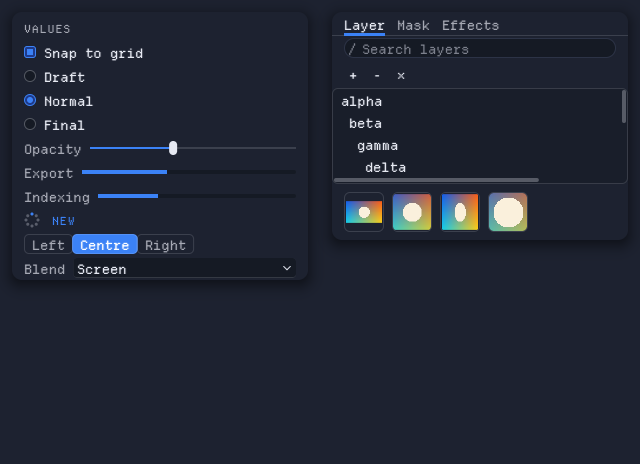 VALUES
Snap to grid
Draft
Normal
Final
Opacity
Export
Indexing
NEW
Left Centre Right
Blend Screen
Layer Mask Effects
/ Search layers
+ - ×
alpha
beta
gamma
delta